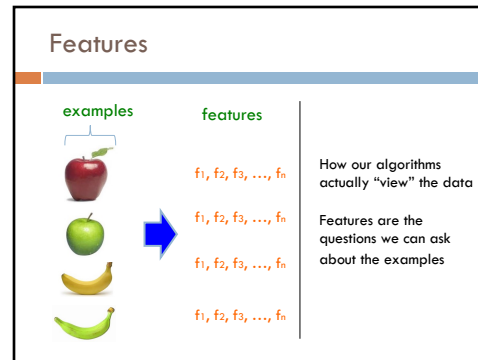 Features
examples
features
f₁, f₂, f₃, ..., fₙ
f₁, f₂, f₃, ..., fₙ
f₁, f₂, f₃, ..., fₙ
f₁, f₂, f₃, ..., fₙ
How our algorithms
actually “view” the data
Features are the
questions we can ask
about the examples